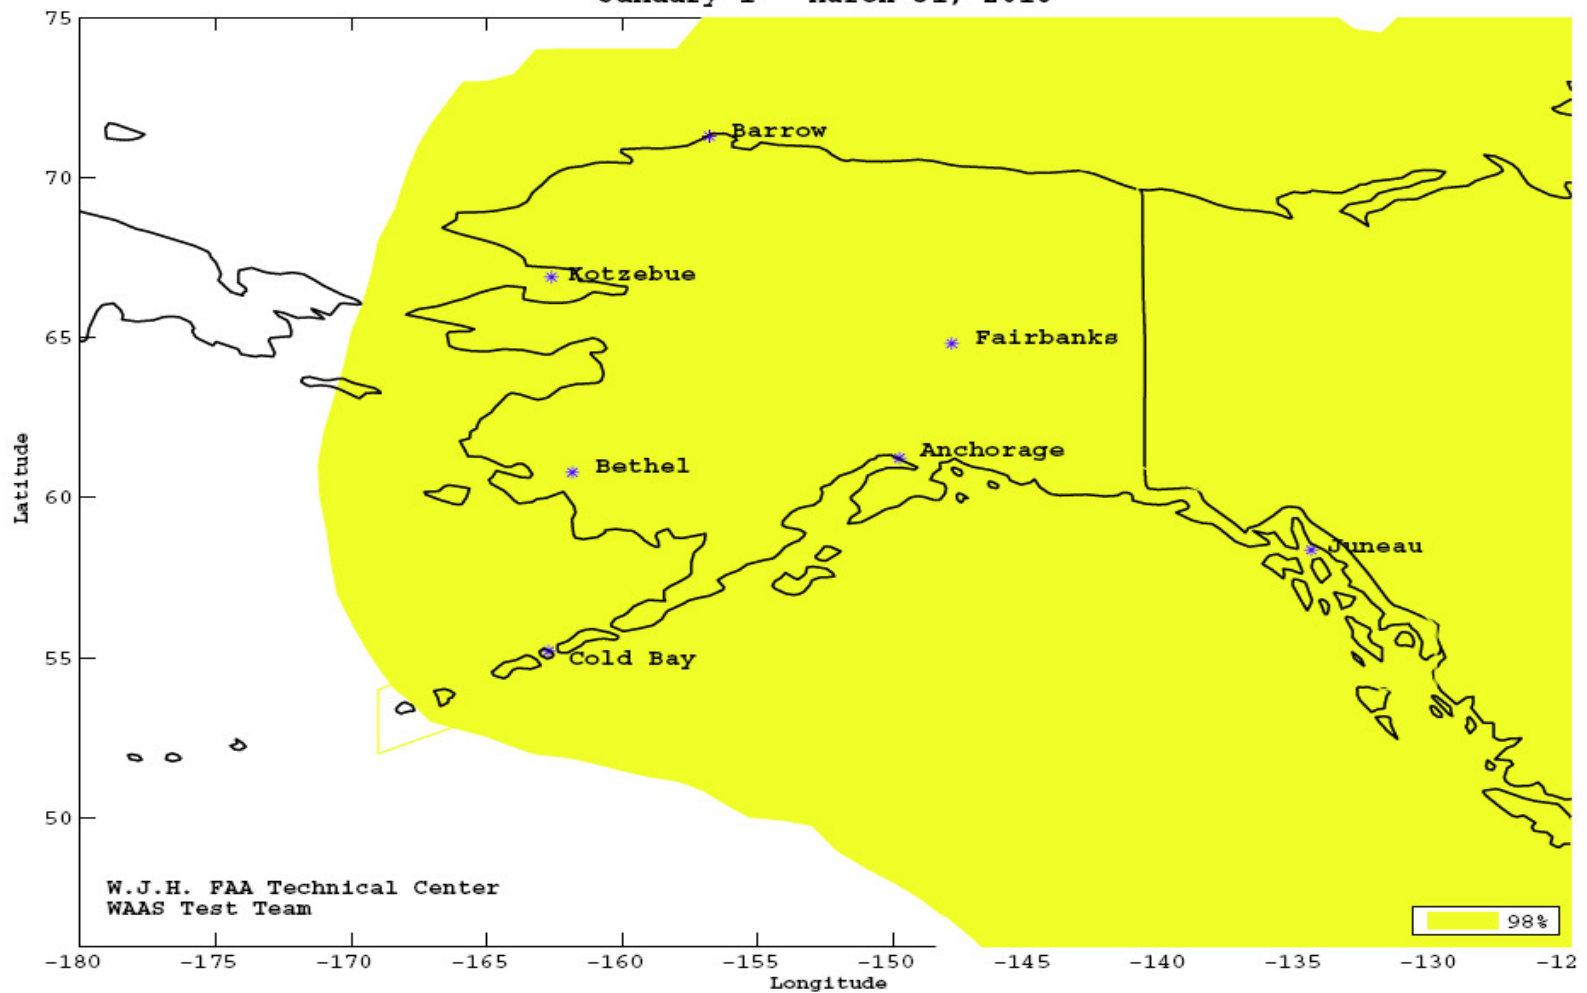 75
70
65
60
55
50
Latitude
Barrow
Kotzebue
Fairbanks
Anchorage
Bethel
Juneau
Cold Bay
W.J.H. FAA Technical Center
WAAS Test Team
98%
-180 -175 -170 -165 -160 -155 -150 -145 -140 -135 -130 -12
Longitude